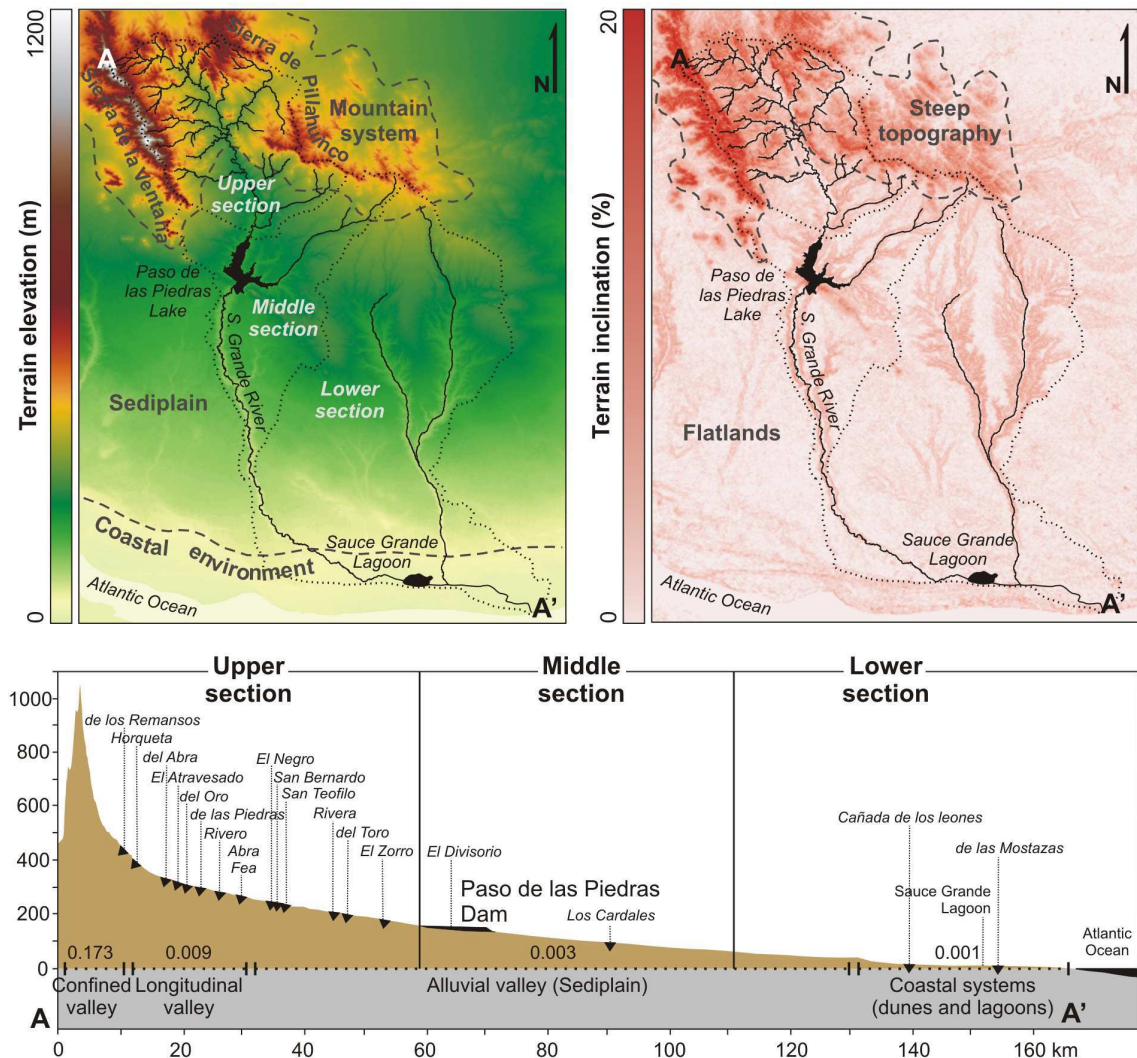 Terrain elevation (m)
1200
0
A
Sierra de la Ventana
Sierra de Pillahunco
Mountain
system
N
Upper
section
Paso de
las Piedras
Lake
Middle
section
S. Grande River
Lower
section
Sediplain
Coastal environment
Sauce Grande
Lagoon
Atlantic Ocean
A'
Terrain inclination (%)
20
0
A
Steep
topography
N
Paso de
las Piedras
Lake
S. Grande River
Flatlands
Sauce Grande
Lagoon
Atlantic Ocean
A'
Upper
section
Middle
section
Lower
section
1000
800
600
400
200
0
de los Remansos
Horqueta
del Abra
El Atravesado
del Oro
de las Piedras
Rivero
Abra
Fea
El Negro
San Bernardo
San Teofilo
Rivera
del Toro
El Zorro
El Divisorio
Paso de las Piedras
Dam
Los Cardales
Cañada de los leones
de las Mostazas
Sauce Grande
Lagoon
Atlantic
Ocean
0.173
0.009
0.003
0.001
Confined
valley
Longitudinal
valley
Alluvial valley (Sediplain)
Coastal systems
(dunes and lagoons)
A
A'
0
20
40
60
80
100
120
140
160 km